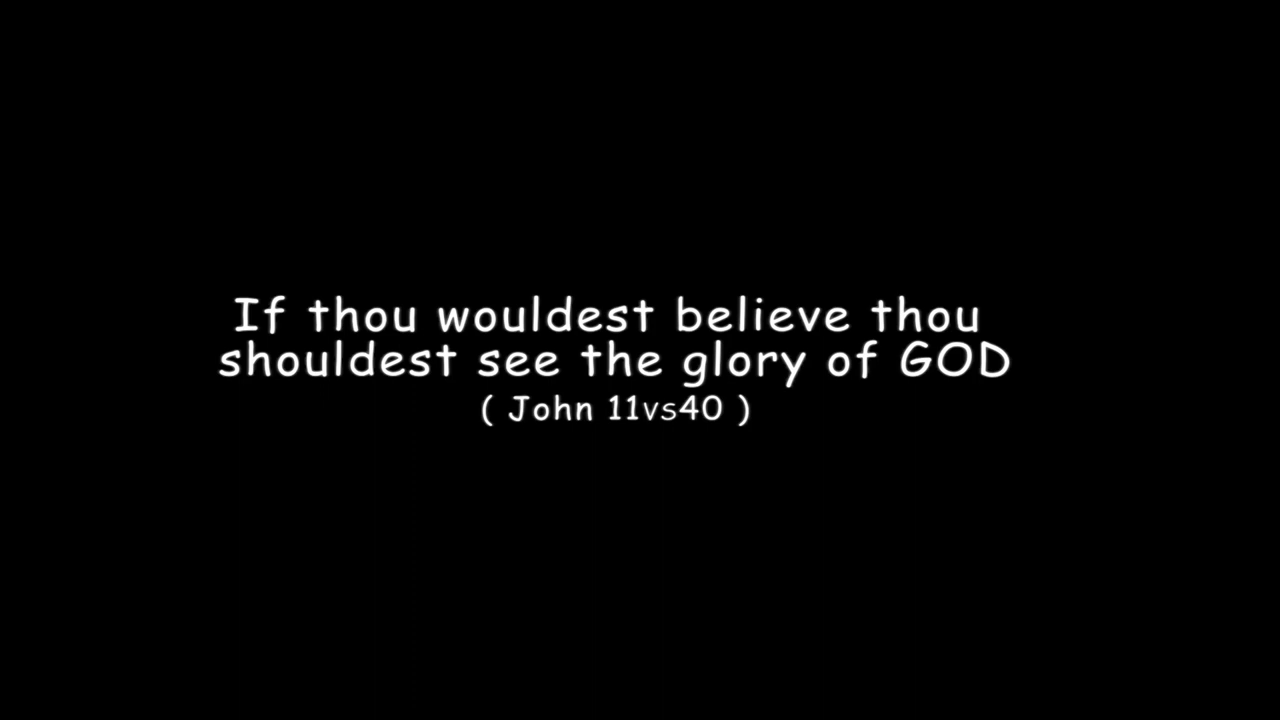 If thou wouldest believe thou
shouldest see the glory of GOD
( John 11vs40 )